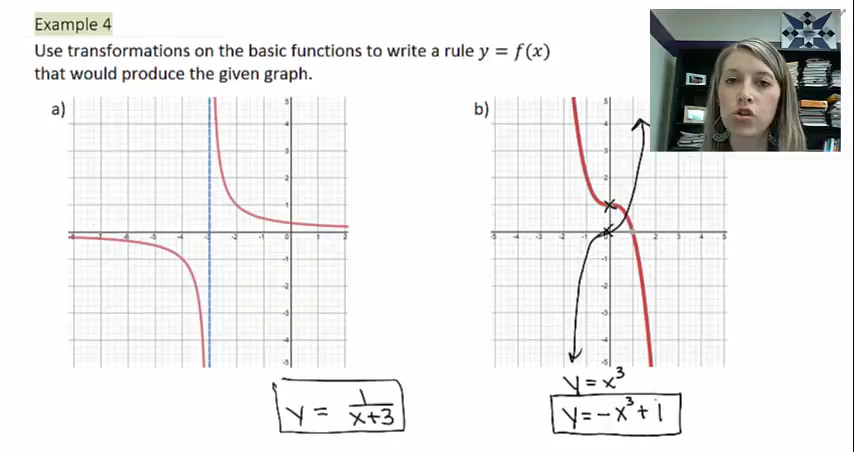 Example 4
Use transformations on the basic functions to write a rule y = f(x)
that would produce the given graph.
a)
b)
y = 1/(x+3)
y = x³
y = -x³ + 1